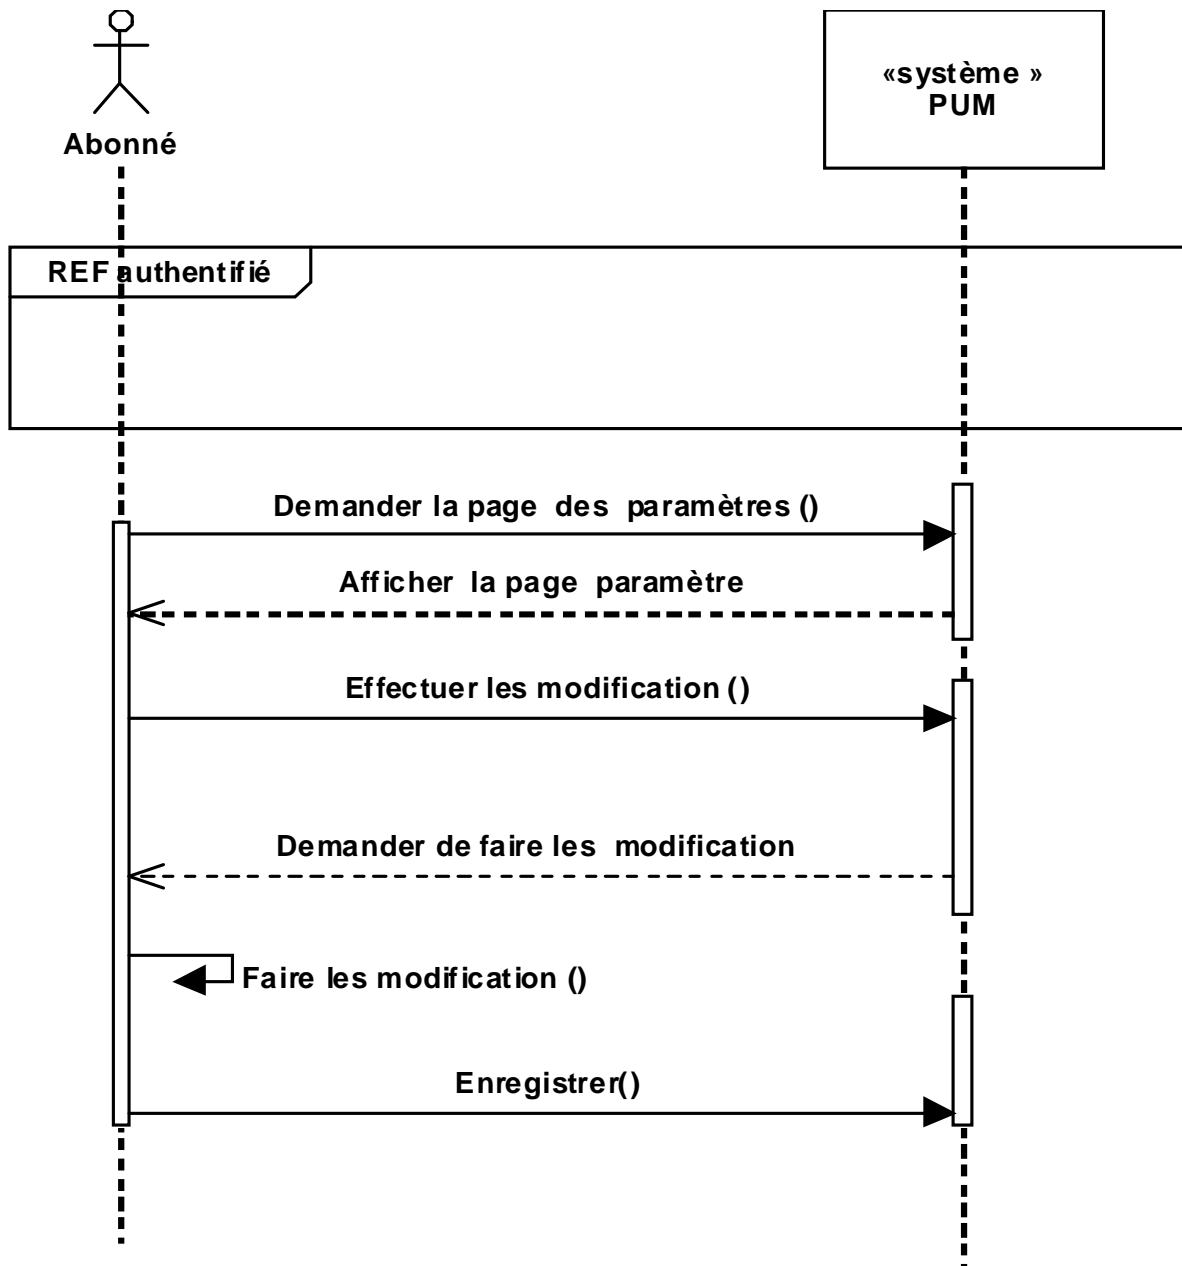 «système »
PUM
Abonné
REF authentifié
Demander la page des paramètres ()
Afficher la page paramètre
Effectuer les modification ()
Demander de faire les modification
Faire les modification ()
Enregistrer()